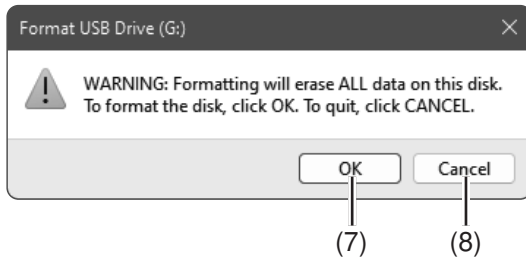 Format USB Drive (G:)
WARNING: Formatting will erase ALL data on this disk.
To format the disk, click OK. To quit, click CANCEL.
OK Cancel
(7) (8)